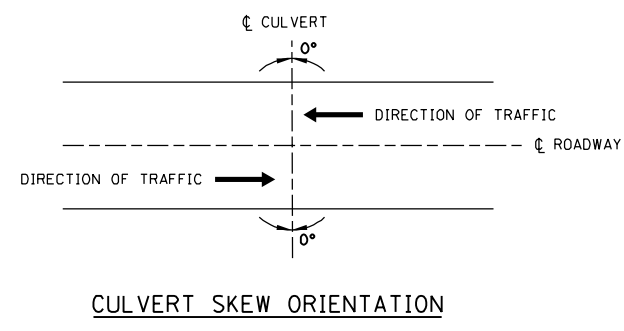 ℄ CULVERT
0°
DIRECTION OF TRAFFIC
℄ ROADWAY
DIRECTION OF TRAFFIC
0°
CULVERT SKEW ORIENTATION